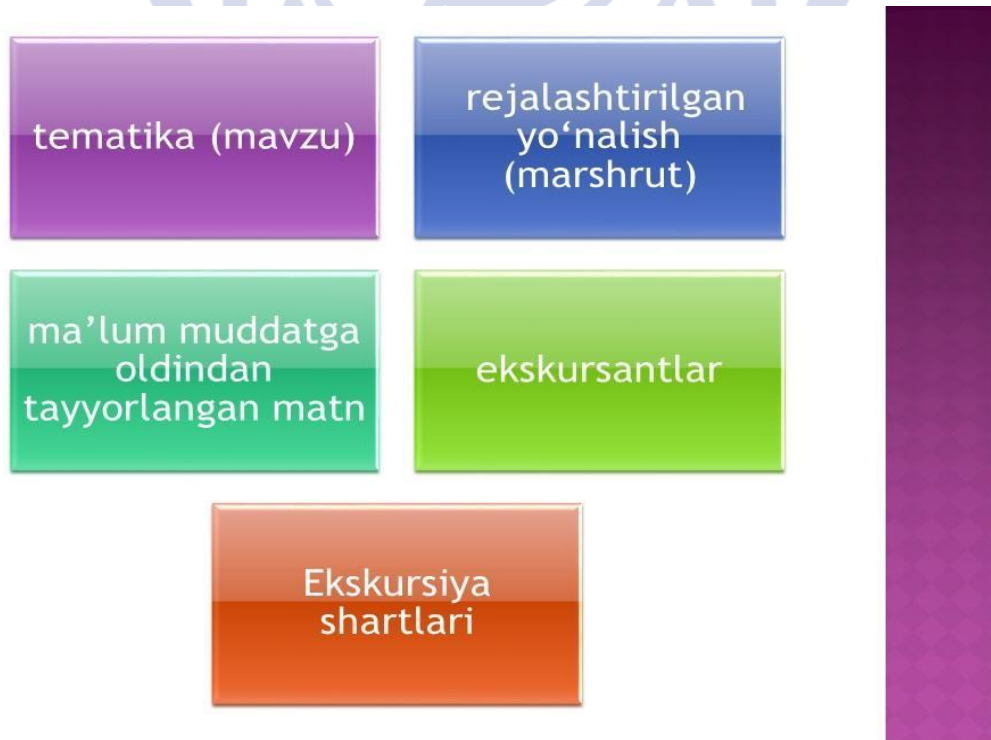 tematika (mavzu)
rejalashtirilgan
yo‘nalish
(marshrut)
ma’lum muddatga
oldindan
tayyorlangan matn
ekskursantlar
Ekskursiya
shartlari